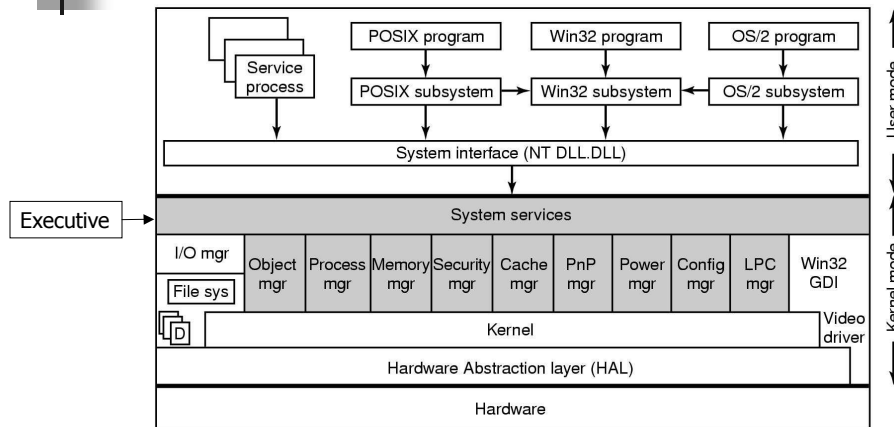 POSIX program
Win32 program
OS/2 program
Service
process
POSIX subsystem
Win32 subsystem
OS/2 subsystem
User mode
System interface (NT DLL.DLL)
Executive
System services
I/O mgr
File sys
D
Object
mgr
Process
mgr
Memory
mgr
Security
mgr
Cache
mgr
PnP
mgr
Power
mgr
Config
mgr
LPC
mgr
Win32
GDI
Kernel
Video
driver
Kernel mode
Hardware Abstraction layer (HAL)
Hardware